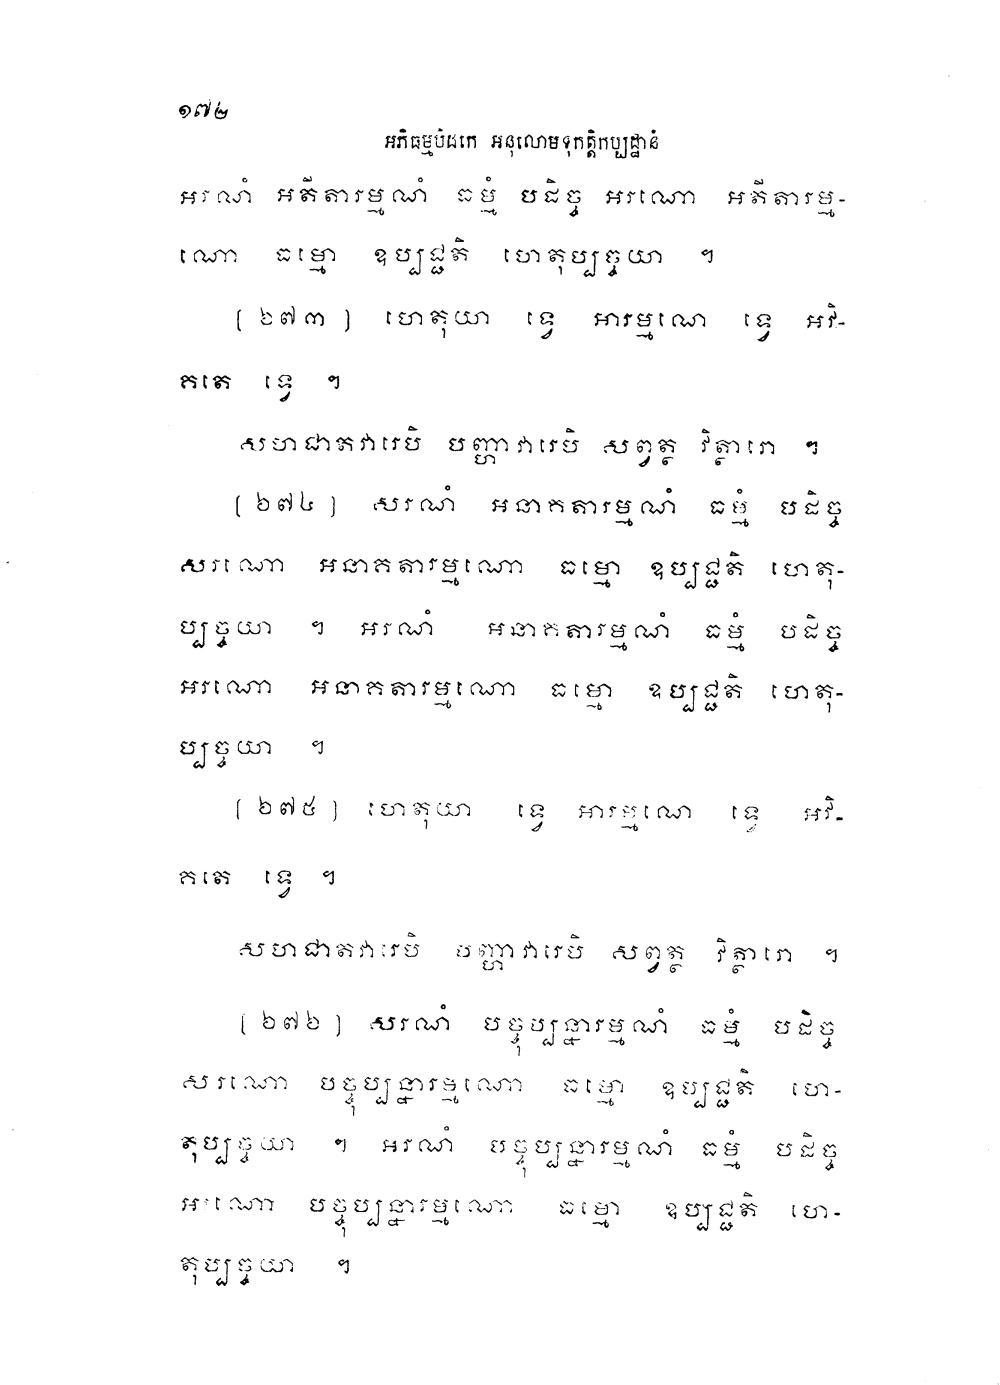 ១៧២
អភិធម្មបិដកេ អនុលោមទុកត្តិកប្បដ្ឋានំ
អរណំ អតីតារម្មណំ ធម្មំ បដិច្ច អរណោ អតីតារម្ម-
ណោ ធម្មោ ឧប្បជ្ជតិ ហេតុប្បច្ចយា ។
[ ២៧៣ ] ហេតុយា ទ្វេ អារម្មណេ ទ្វេ អវិ-
គតេ ទ្វេ ។
សហជាតវារេបិ បញ្ហាវារេបិ សព្វត្ថ វិត្ថារោ ។
[ ២៧៤ ] សរណំ អនាគតារម្មណំ ធម្មំ បដិច្ច
សរណោ អនាគតារម្មណោ ធម្មោ ឧប្បជ្ជតិ ហេតុ-
ប្បច្ចយា ។ អរណំ អនាគតារម្មណំ ធម្មំ បដិច្ច
អរណោ អនាគតារម្មណោ ធម្មោ ឧប្បជ្ជតិ ហេតុ-
ប្បច្ចយា ។
[ ២៧៥ ] ហេតុយា ទ្វេ អារម្មណេ ទ្វេ អវិ-
គតេ ទ្វេ ។
សហជាតវារេបិ បញ្ហាវារេបិ សព្វត្ថ វិត្ថារោ ។
[ ២៧៦ ] សរណំ បច្ចុប្បន្នារម្មណំ ធម្មំ បដិច្ច
សរណោ បច្ចុប្បន្នារម្មណោ ធម្មោ ឧប្បជ្ជតិ ហេ-
តុប្បច្ចយា ។ អរណំ បច្ចុប្បន្នារម្មណំ ធម្មំ បដិច្ច
អរណោ បច្ចុប្បន្នារម្មណោ ធម្មោ ឧប្បជ្ជតិ ហេ-
តុប្បច្ចយា ។